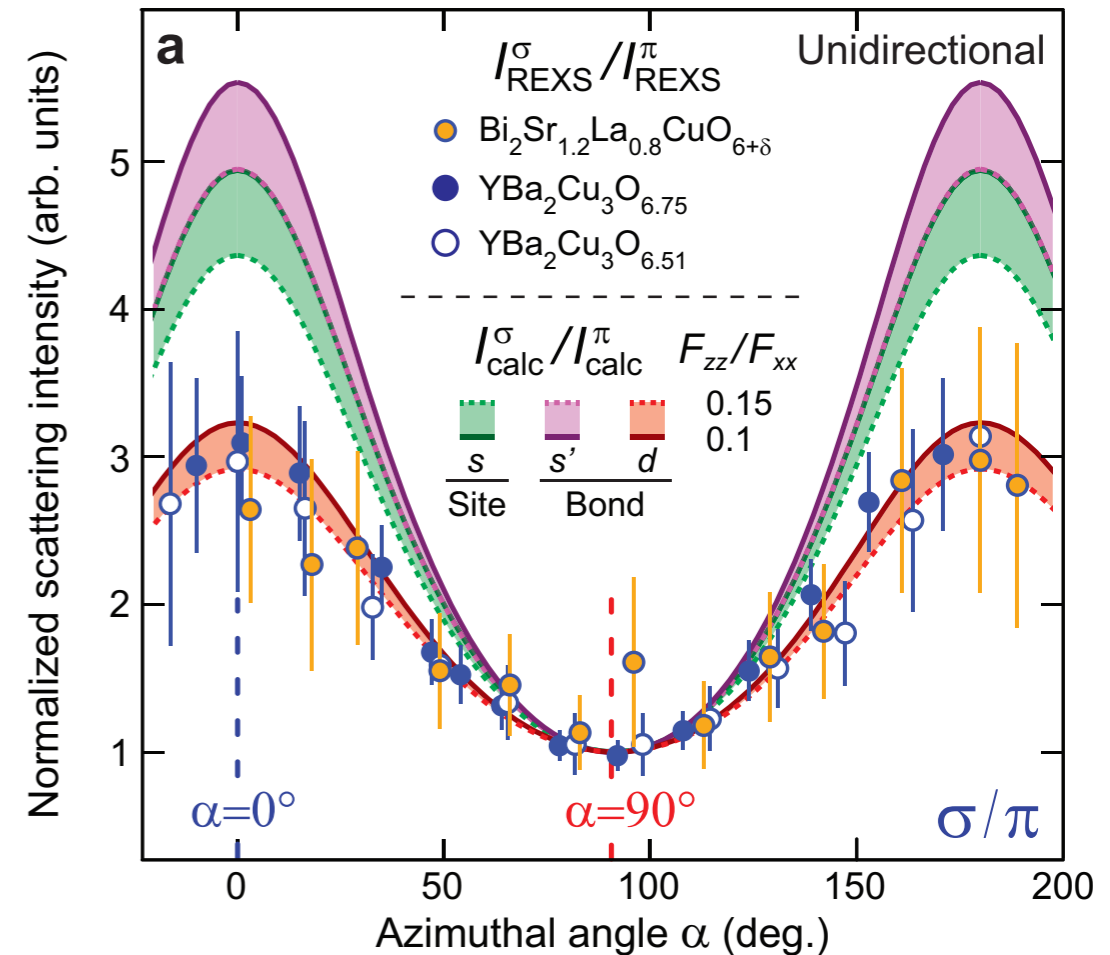 a
Unidirectional
I^σ_REXS / I^π_REXS
Bi₂Sr₁.₂La₀.₈CuO₆₊δ
YBa₂Cu₃O₆.₇₅
YBa₂Cu₃O₆.₅₁
I^σ_calc / I^π_calc
F_zz/F_xx
0.15
0.1
s s' d
Site Bond
α=0°
α=90°
σ/π
5
4
3
2
1
0 50 100 150 200
Normalized scattering intensity (arb. units)
Azimuthal angle α (deg.)